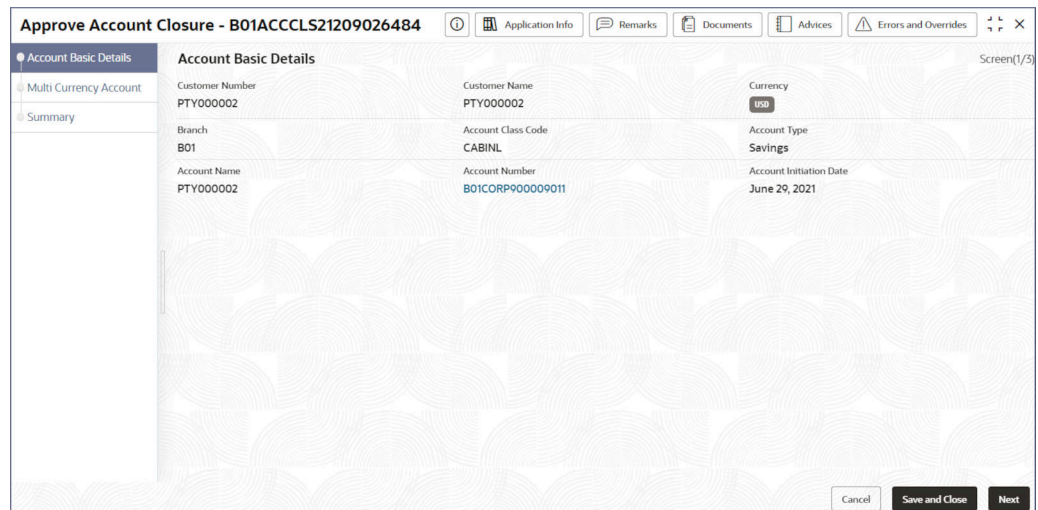 Approve Account Closure - B01ACCCLS21209026484
Application Info
Remarks
Documents
Advices
Errors and Overrides
Account Basic Details
Multi Currency Account
Summary
Account Basic Details
Screen(1/3)
Customer Number
PTY000002
Customer Name
PTY000002
Currency
USD
Branch
B01
Account Class Code
CABINL
Account Type
Savings
Account Name
PTY000002
Account Number
B01CORP900009011
Account Initiation Date
June 29, 2021
Cancel
Save and Close
Next